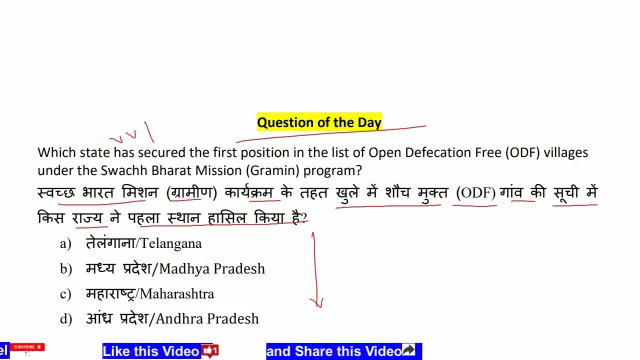 Question of the Day
Which state has secured the first position in the list of Open Defecation Free (ODF) villages
under the Swachh Bharat Mission (Gramin) program?
स्वच्छ भारत मिशन (ग्रामीण) कार्यक्रम के तहत खुले में शौच मुक्त (ODF) गांव की सूची में
किस राज्य ने पहला स्थान हासिल किया है?
a) तेलंगाना/Telangana
b) मध्य प्रदेश/Madhya Pradesh
c) महाराष्ट्र/Maharashtra
d) आंध्र प्रदेश/Andhra Pradesh
el
Like this Video
and Share this Video